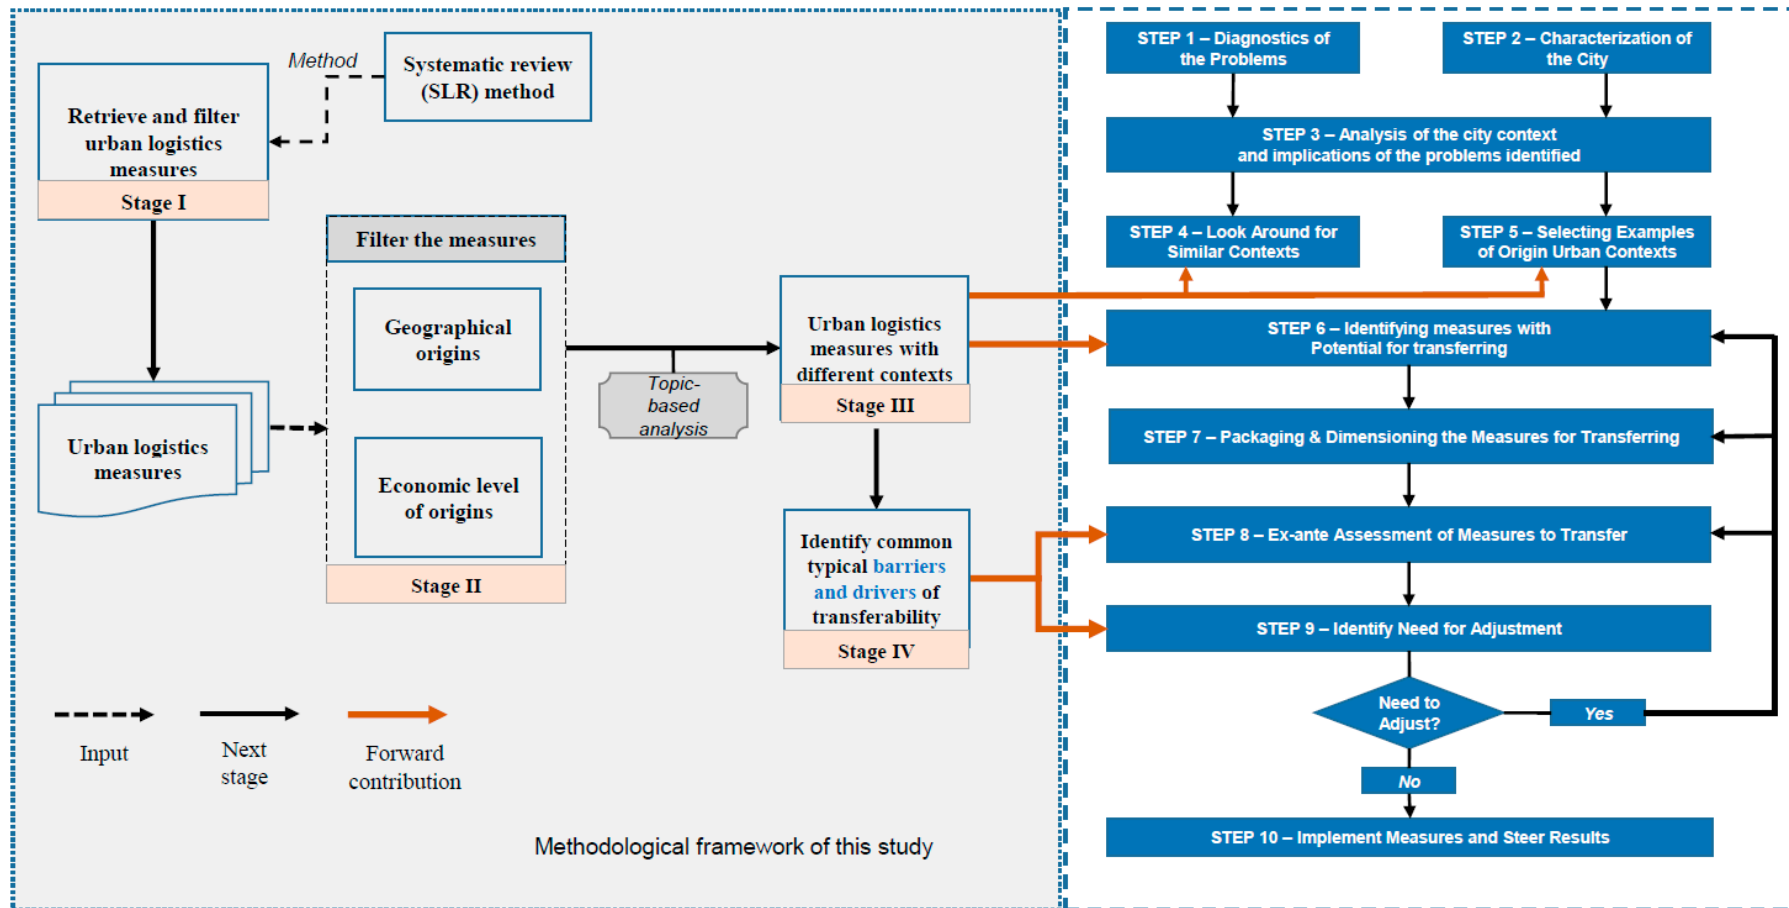 Method
Systematic review
(SLR) method
Retrieve and filter
urban logistics
measures
Stage I
Filter the measures
Geographical
origins
Economic level
of origins
Stage II
Urban logistics
measures
Topic-
based
analysis
Urban logistics
measures with
different contexts
Stage III
Identify common
typical barriers
and drivers of
transferability
Stage IV
Input
Next
stage
Forward
contribution
Methodological framework of this study
STEP 1 – Diagnostics of
the Problems
STEP 2 – Characterization of
the City
STEP 3 – Analysis of the city context
and implications of the problems identified
STEP 4 – Look Around for
Similar Contexts
STEP 5 – Selecting Examples
of Origin Urban Contexts
STEP 6 – Identifying measures with
Potential for transferring
STEP 7 – Packaging & Dimensioning the Measures for Transferring
STEP 8 – Ex-ante Assessment of Measures to Transfer
STEP 9 – Identify Need for Adjustment
Need to
Adjust?
Yes
No
STEP 10 – Implement Measures and Steer Results